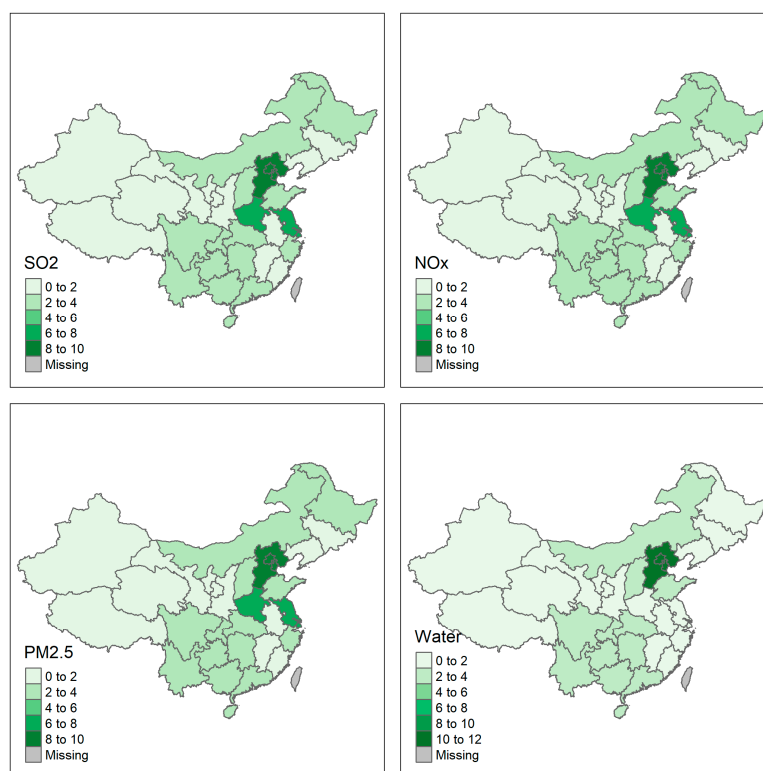 SO2
0 to 2
2 to 4
4 to 6
6 to 8
8 to 10
Missing
NOx
0 to 2
2 to 4
4 to 6
6 to 8
8 to 10
Missing
PM2.5
0 to 2
2 to 4
4 to 6
6 to 8
8 to 10
Missing
Water
0 to 2
2 to 4
4 to 6
6 to 8
8 to 10
10 to 12
Missing